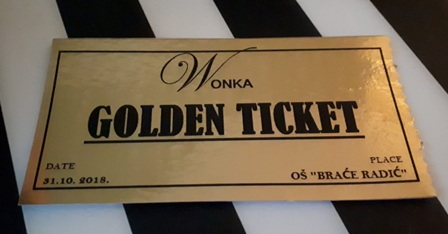 WONKA
GOLDEN TICKET
DATE
PLACE
31.10. 2018.
OŠ "BRAĆE RADIĆ"